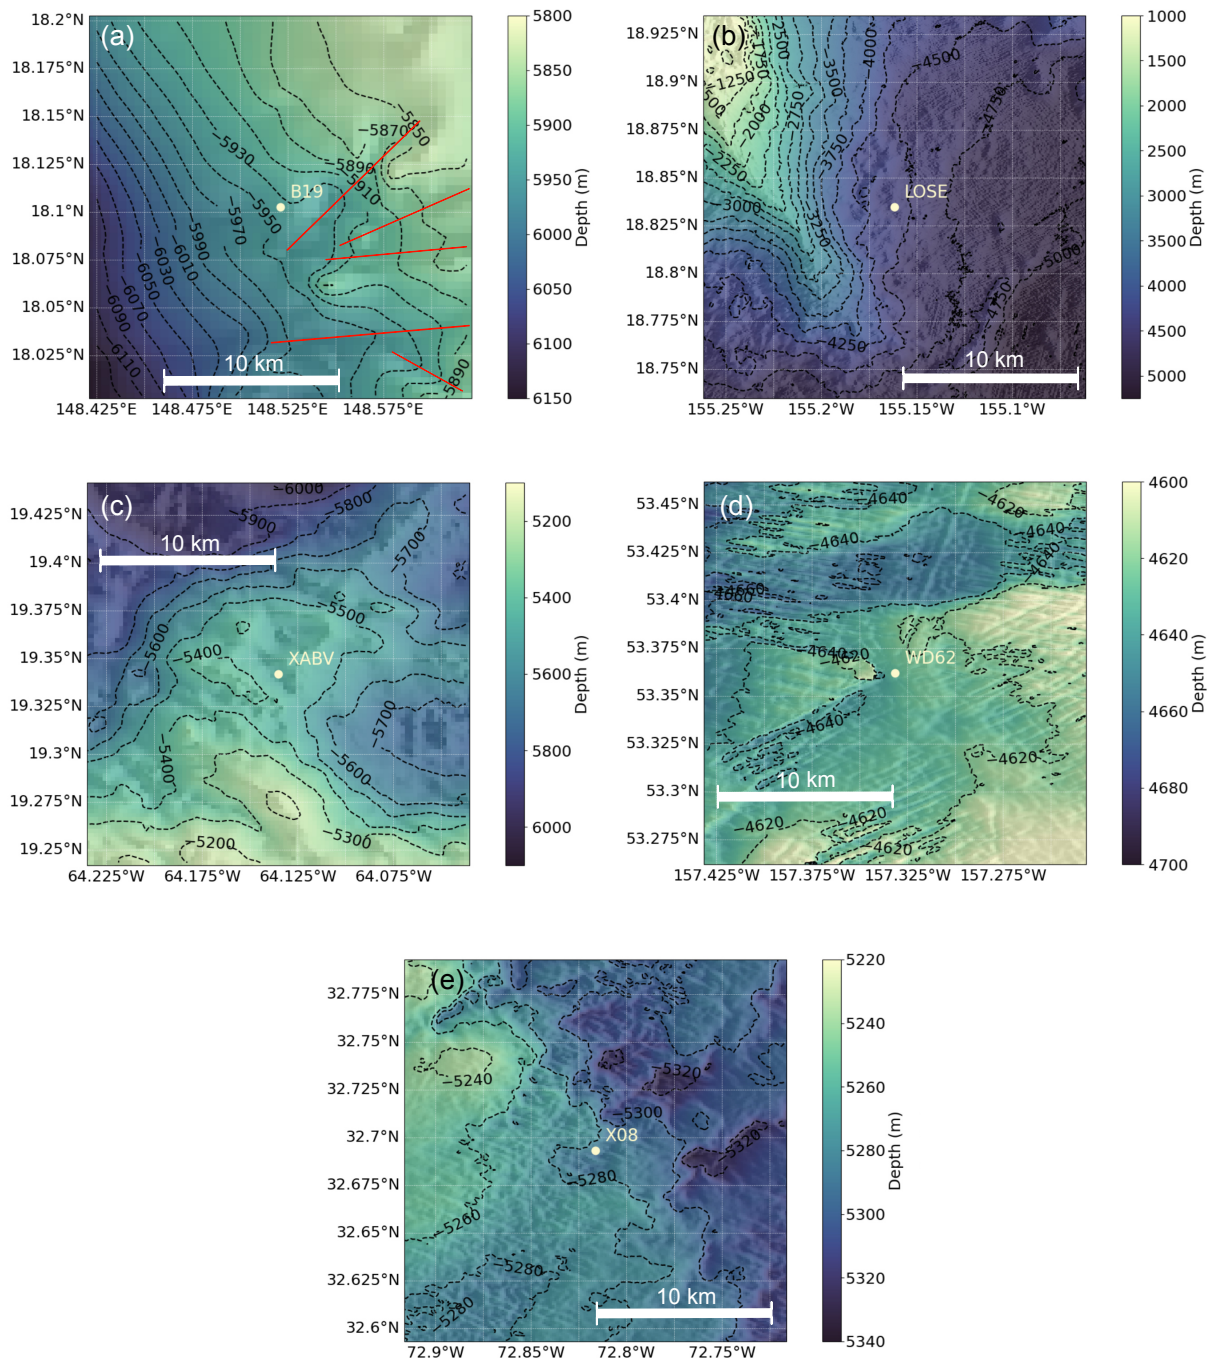 (a)
18.2°N
18.175°N
18.15°N
18.125°N
18.1°N
18.075°N
18.05°N
18.025°N
148.425°E 148.475°E 148.525°E 148.575°E
B19
10 km
−5850
−5870
−5890
−5910
−5930
−5950
−5970
−5990
−6010
−6030
−6050
−6070
−6090
−6110
−5890
5800
5850
5900
5950
6000
6050
6100
6150
Depth (m)
(b)
18.925°N
18.9°N
18.875°N
18.85°N
18.825°N
18.8°N
18.775°N
18.75°N
155.25°W 155.2°W 155.15°W 155.1°W
LOSE
10 km
−1750
2500
−1250
500
−2000
2750
3500
4000
−4500
−4750
3750
−2250
−3000
3250
−5000
−4750
−4250
1000
1500
2000
2500
3000
3500
4000
4500
5000
Depth (m)
(c)
19.425°N
19.4°N
19.375°N
19.35°N
19.325°N
19.3°N
19.275°N
19.25°N
64.225°W 64.175°W 64.125°W 64.075°W
XABV
10 km
−6000
−5800
−5900
−5700
−5500
−5600
−5400
−5700
−5400
−5600
−5300
−5200
5200
5400
5600
5800
6000
Depth (m)
(d)
53.45°N
53.425°N
53.4°N
53.375°N
53.35°N
53.325°N
53.3°N
53.275°N
157.425°W 157.375°W 157.325°W 157.275°W
WD62
10 km
−4640
−4620
−4640
−4640
−4640
−4660
4660
−4640
−4620
−4640
−4620
−4620
−4620
−4620
4600
4620
4640
4660
4680
4700
Depth (m)
(e)
32.775°N
32.75°N
32.725°N
32.7°N
32.675°N
32.65°N
32.625°N
32.6°N
72.9°W 72.85°W 72.8°W 72.75°W
X08
10 km
−5240
−5320
−5300
−5320
−5280
−5260
−5280
−5280
5220
5240
5260
5280
5300
5320
5340
Depth (m)